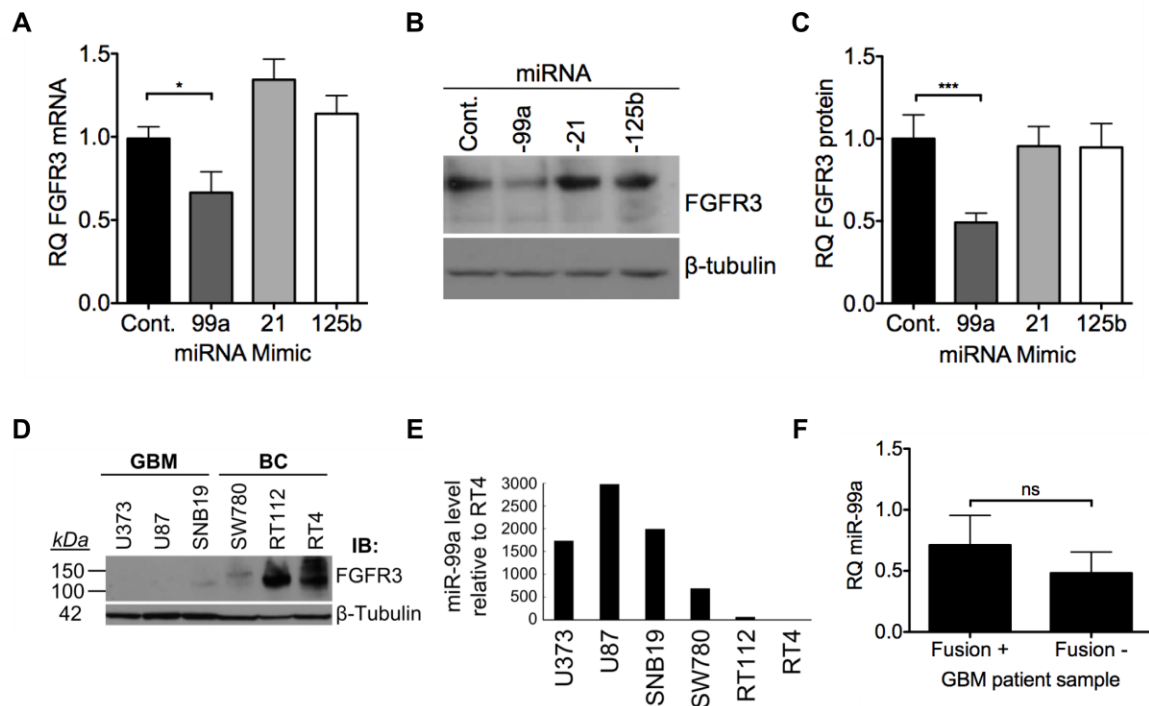 A
RQ FGFR3 mRNA
1.5
1.0
0.5
0.0
*
Cont. 99a 21 125b
miRNA Mimic
B
miRNA
Cont.
-99a
-21
-125b
FGFR3
β-tubulin
C
RQ FGFR3 protein
1.5
1.0
0.5
0.0
***
Cont. 99a 21 125b
miRNA Mimic
D
GBM BC
U373
U87
SNB19
SW780
RT112
RT4
kDa
IB:
150
100
FGFR3
42
β-Tubulin
E
miR-99a level
relative to RT4
3000
2500
2000
1500
1000
500
0
U373
U87
SNB19
SW780
RT112
RT4
F
RQ miR-99a
1.5
1.0
0.5
0.0
ns
Fusion + Fusion -
GBM patient sample